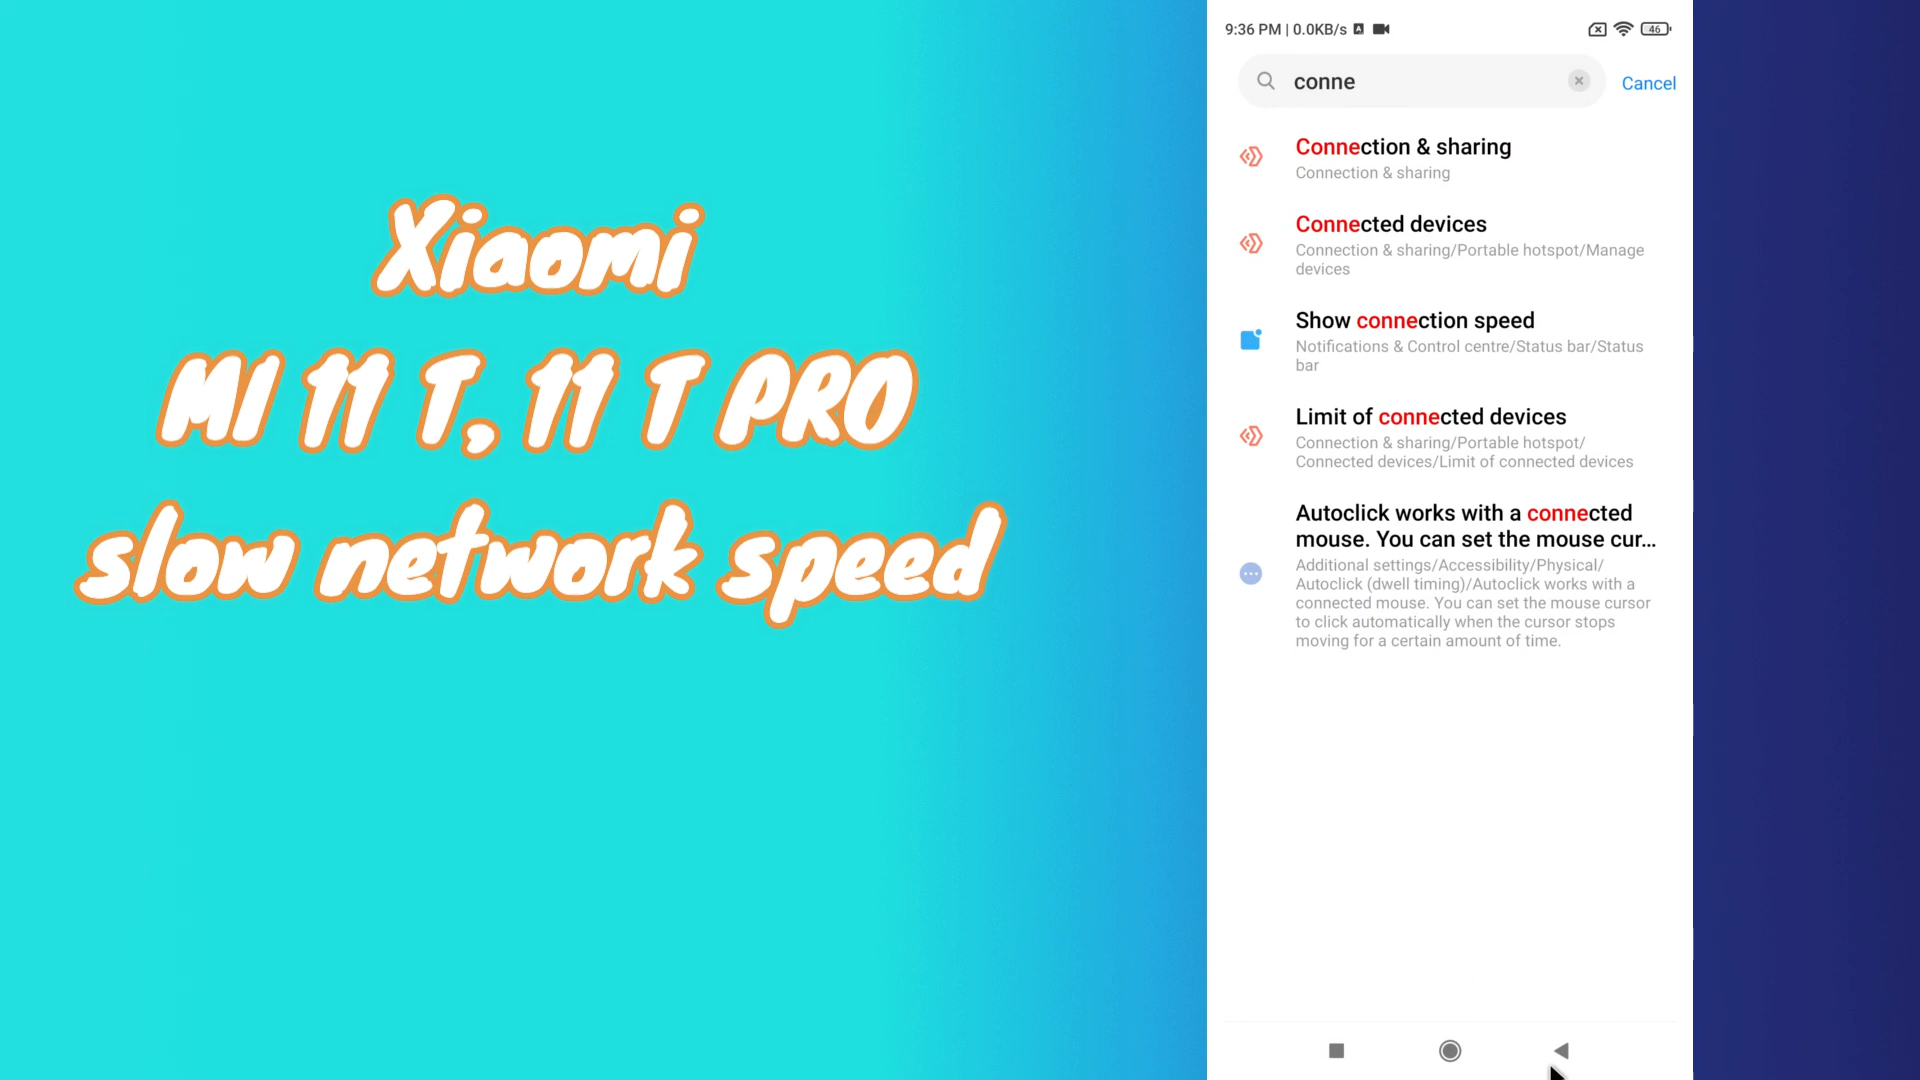 Xiaomi
MI 11 T, 11 T PRO
slow network speed
9:36 PM | 0.0KB/s
46
conne
Cancel
Connection & sharing
Connection & sharing
Connected devices
Connection & sharing/Portable hotspot/Manage
devices
Show connection speed
Notifications & Control centre/Status bar/Status
bar
Limit of connected devices
Connection & sharing/Portable hotspot/
Connected devices/Limit of connected devices
Autoclick works with a connected
mouse. You can set the mouse cur...
Additional settings/Accessibility/Physical/
Autoclick (dwell timing)/Autoclick works with a
connected mouse. You can set the mouse cursor
to click automatically when the cursor stops
moving for a certain amount of time.